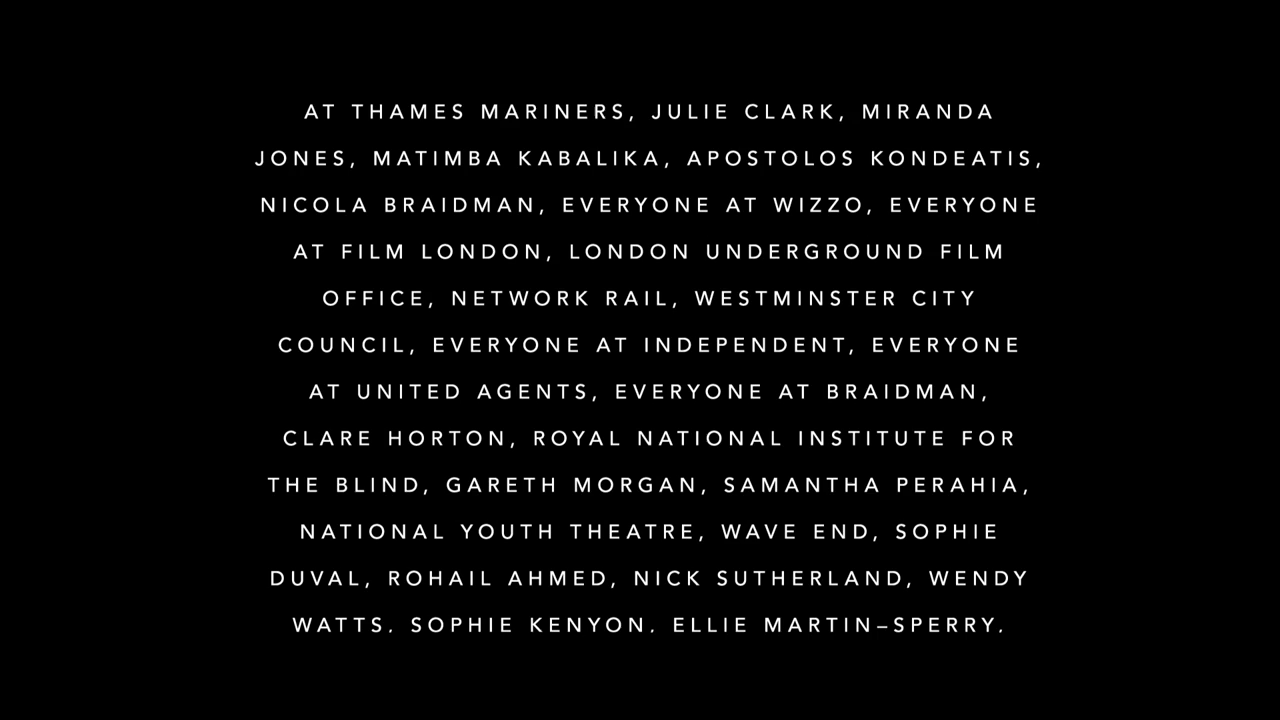 AT THAMES MARINERS, JULIE CLARK, MIRANDA
JONES, MATIMBA KABALIKA, APOSTOLOS KONDEATIS,
NICOLA BRAIDMAN, EVERYONE AT WIZZO, EVERYONE
AT FILM LONDON, LONDON UNDERGROUND FILM
OFFICE, NETWORK RAIL, WESTMINSTER CITY
COUNCIL, EVERYONE AT INDEPENDENT, EVERYONE
AT UNITED AGENTS, EVERYONE AT BRAIDMAN,
CLARE HORTON, ROYAL NATIONAL INSTITUTE FOR
THE BLIND, GARETH MORGAN, SAMANTHA PERAHIA,
NATIONAL YOUTH THEATRE, WAVE END, SOPHIE
DUVAL, ROHAIL AHMED, NICK SUTHERLAND, WENDY
WATTS, SOPHIE KENYON, ELLIE MARTIN–SPERRY,